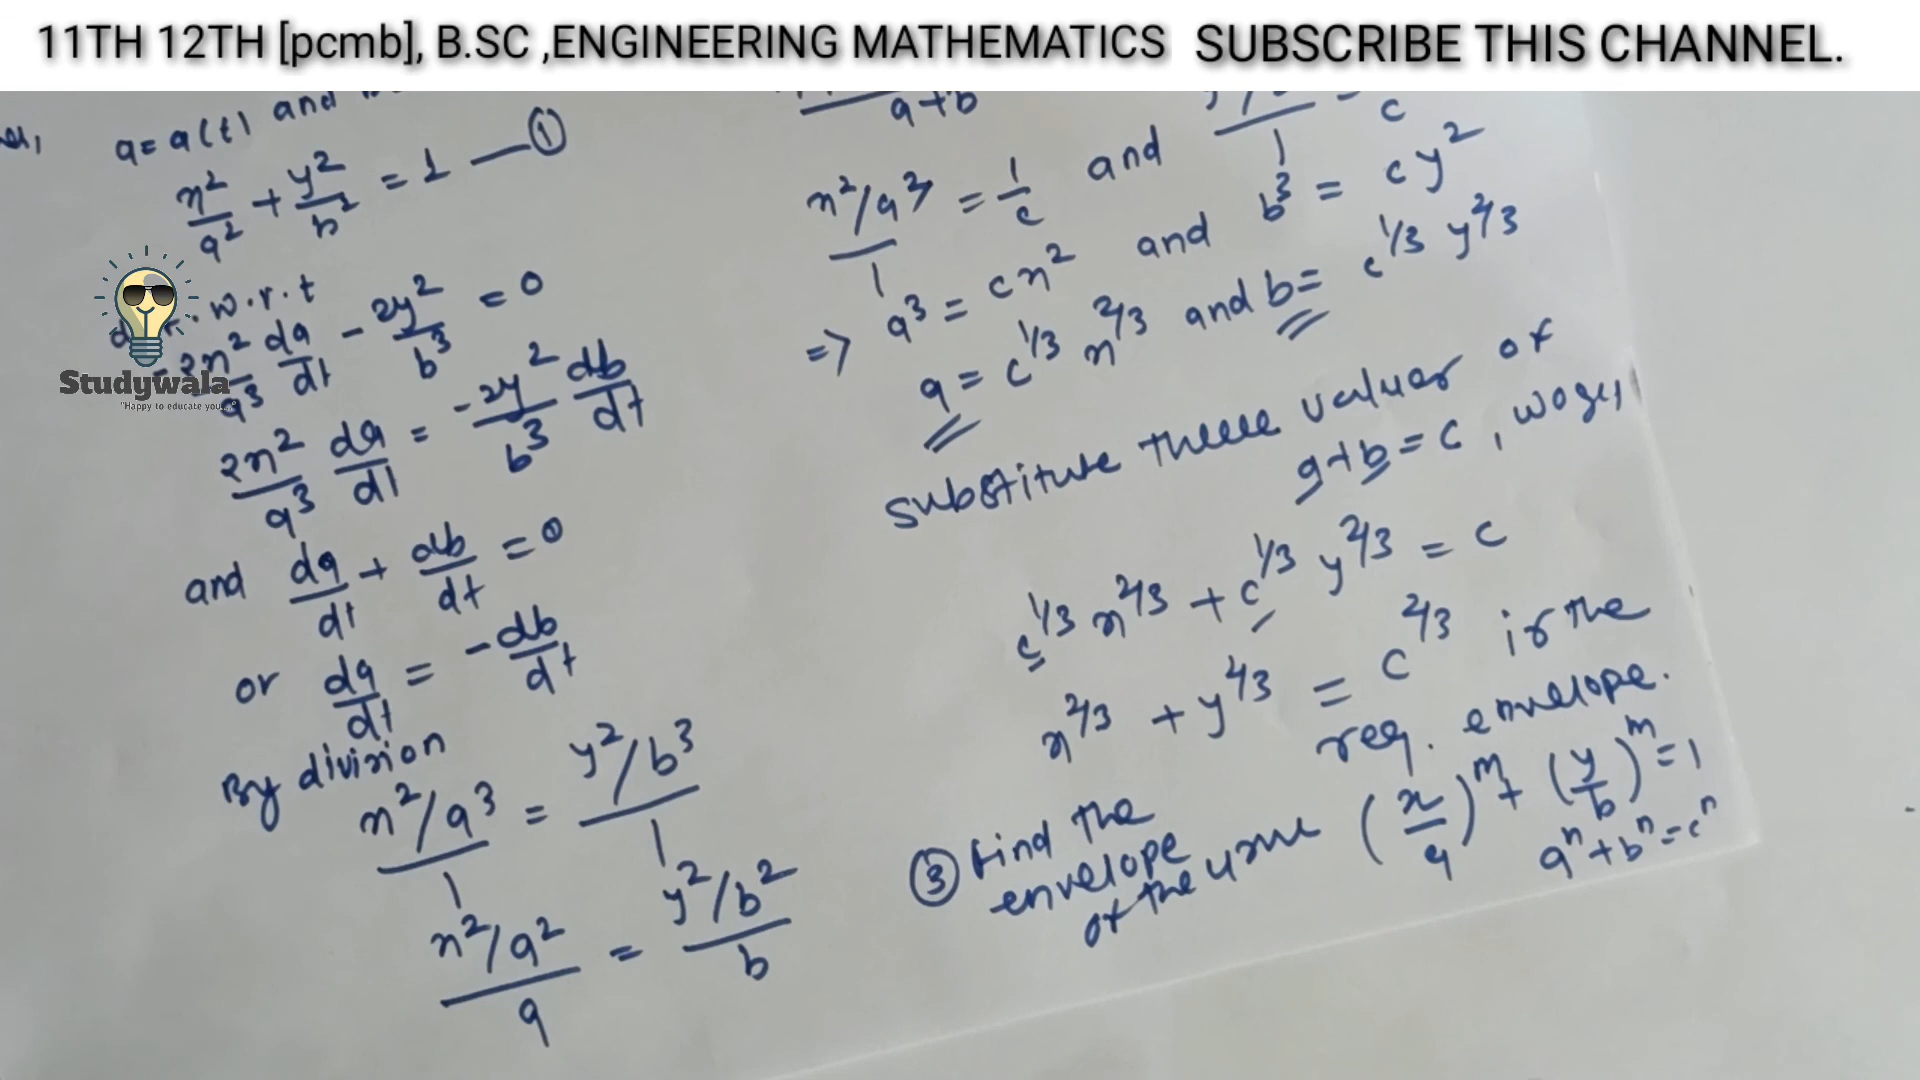 11TH 12TH [pcmb], B.SC ,ENGINEERING MATHEMATICS SUBSCRIBE THIS CHANNEL.
a = a(t) and
x²/a² + y²/b² = 1 — ①
w.r.t
-2x²/a³ da/dt - 2y²/b³ = 0
2x²/a³ da/dt = -2y²/b³ db/dt
and da/dt + db/dt = 0
or da/dt = -db/dt
By division
x²/a³ / 1 = y²/b³ / 1
x²/a² / a = y²/b² / b
Studywala
"Happy to educate you..."
a+b
x²/a³ / 1 = 1/c and / 1 = c
a³ = cx² and b³ = cy²
=> a = c^1/3 x^2/3 and b = c^1/3 y^2/3
substitute these values of
a+b = c,
c^1/3 x^2/3 + c^1/3 y^2/3 = c
x^2/3 + y^2/3 = c^2/3 is the
req. envelope.
③ Find the
envelope
of the (x/a)^m + (y/b)^m = 1
a^n + b^n = c^n